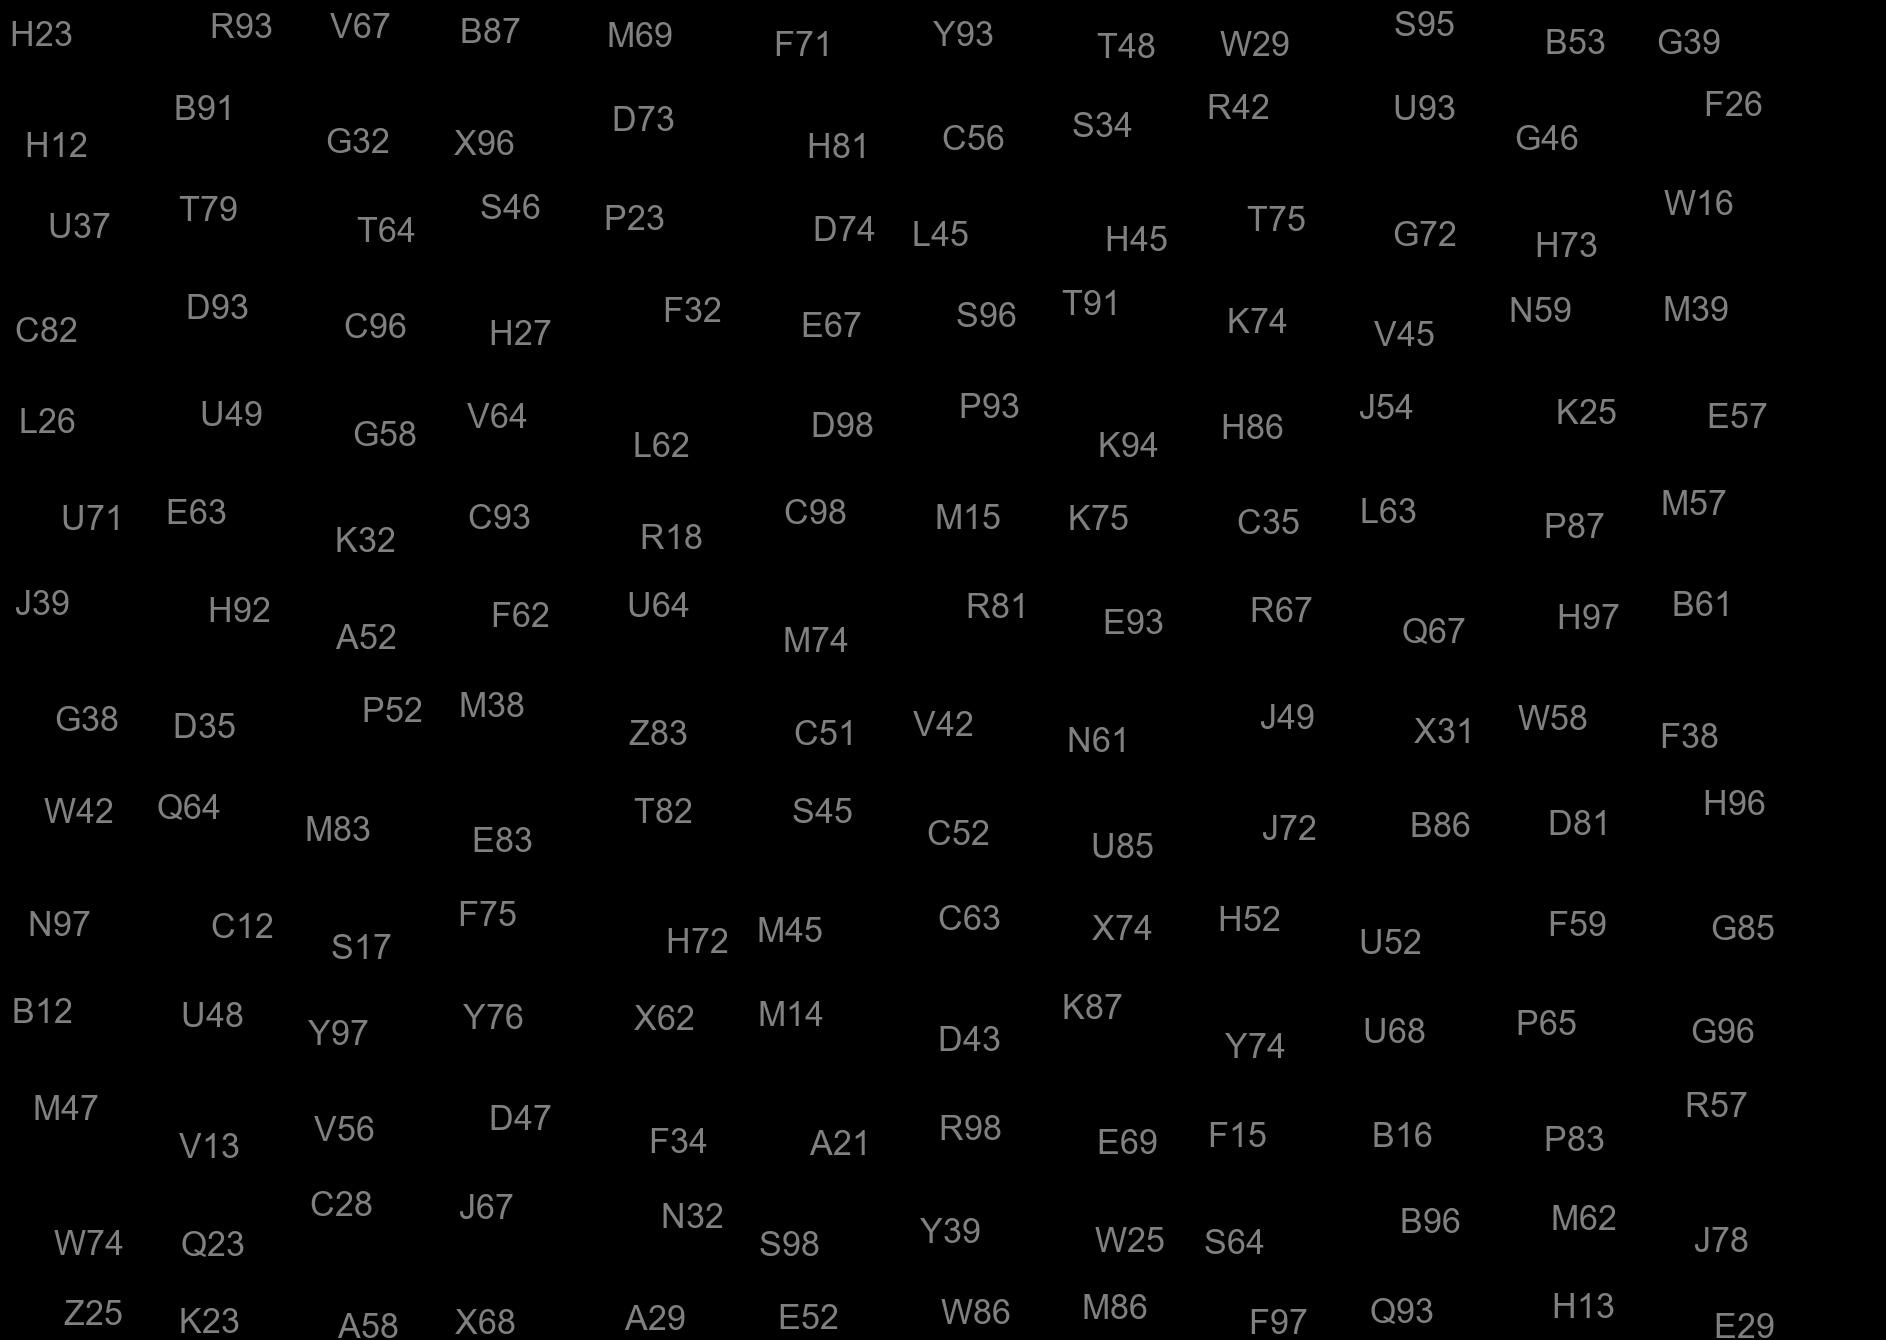 H23 R93 V67 B87 M69 F71 Y93 T48 W29 S95 B53 G39
H12 B91 G32 X96 D73 H81 C56 S34 R42 U93 G46 F26
U37 T79 T64 S46 P23 D74 L45 H45 T75 G72 H73 W16
C82 D93 C96 H27 F32 E67 S96 T91 K74 V45 N59 M39
L26 U49 G58 V64 L62 D98 P93 K94 H86 J54 K25 E57
U71 E63 K32 C93 R18 C98 M15 K75 C35 L63 P87 M57
J39 H92 A52 F62 U64 M74 R81 E93 R67 Q67 H97 B61
G38 D35 P52 M38 Z83 C51 V42 N61 J49 X31 W58 F38
W42 Q64 M83 E83 T82 S45 C52 U85 J72 B86 D81 H96
N97 C12 S17 F75 H72 M45 C63 X74 H52 U52 F59 G85
B12 U48 Y97 Y76 X62 M14 D43 K87 Y74 U68 P65 G96
M47 V13 V56 D47 F34 A21 R98 E69 F15 B16 P83 R57
W74 Q23 C28 J67 N32 S98 Y39 W25 S64 B96 M62 J78
Z25 K23 A58 X68 A29 E52 W86 M86 F97 Q93 H13 E29